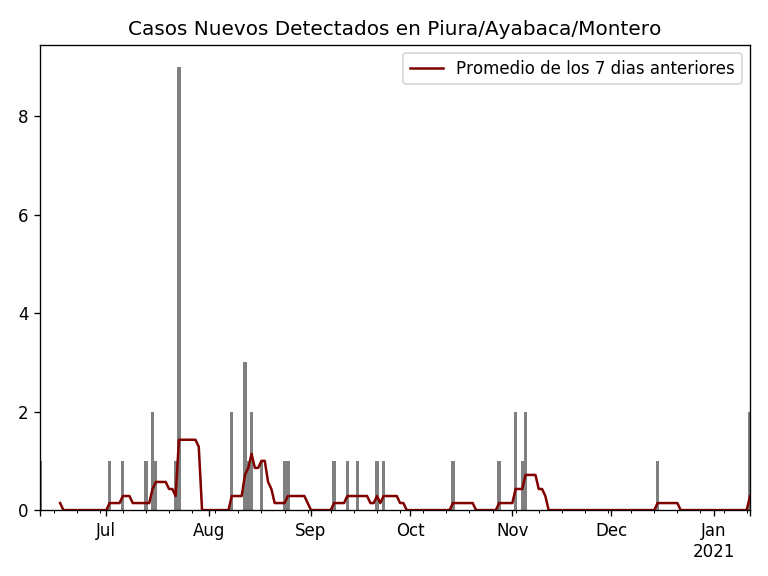 Casos Nuevos Detectados en Piura/Ayabaca/Montero
Promedio de los 7 dias anteriores
8
6
4
2
0
Jul Aug Sep Oct Nov Dec Jan
2021